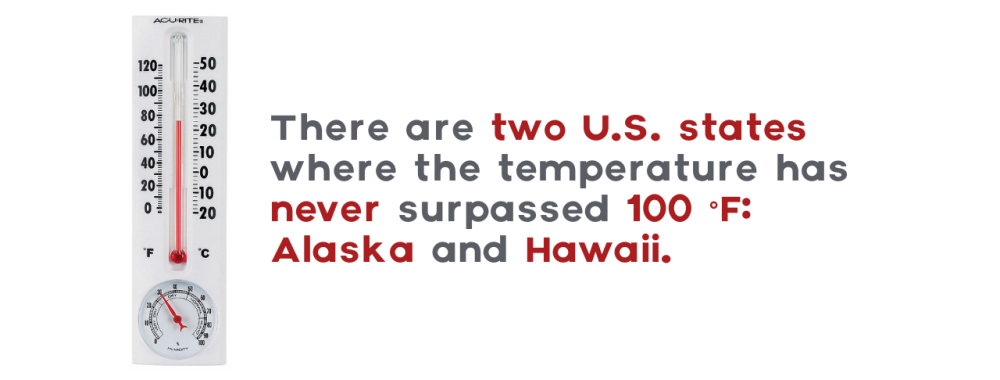 ACU·RITE®
120 50
100 40
80 30
60 20
40 10
20 0
0 10
20
°F °C
There are two U.S. states
where the temperature has
never surpassed 100 °F:
Alaska and Hawaii.